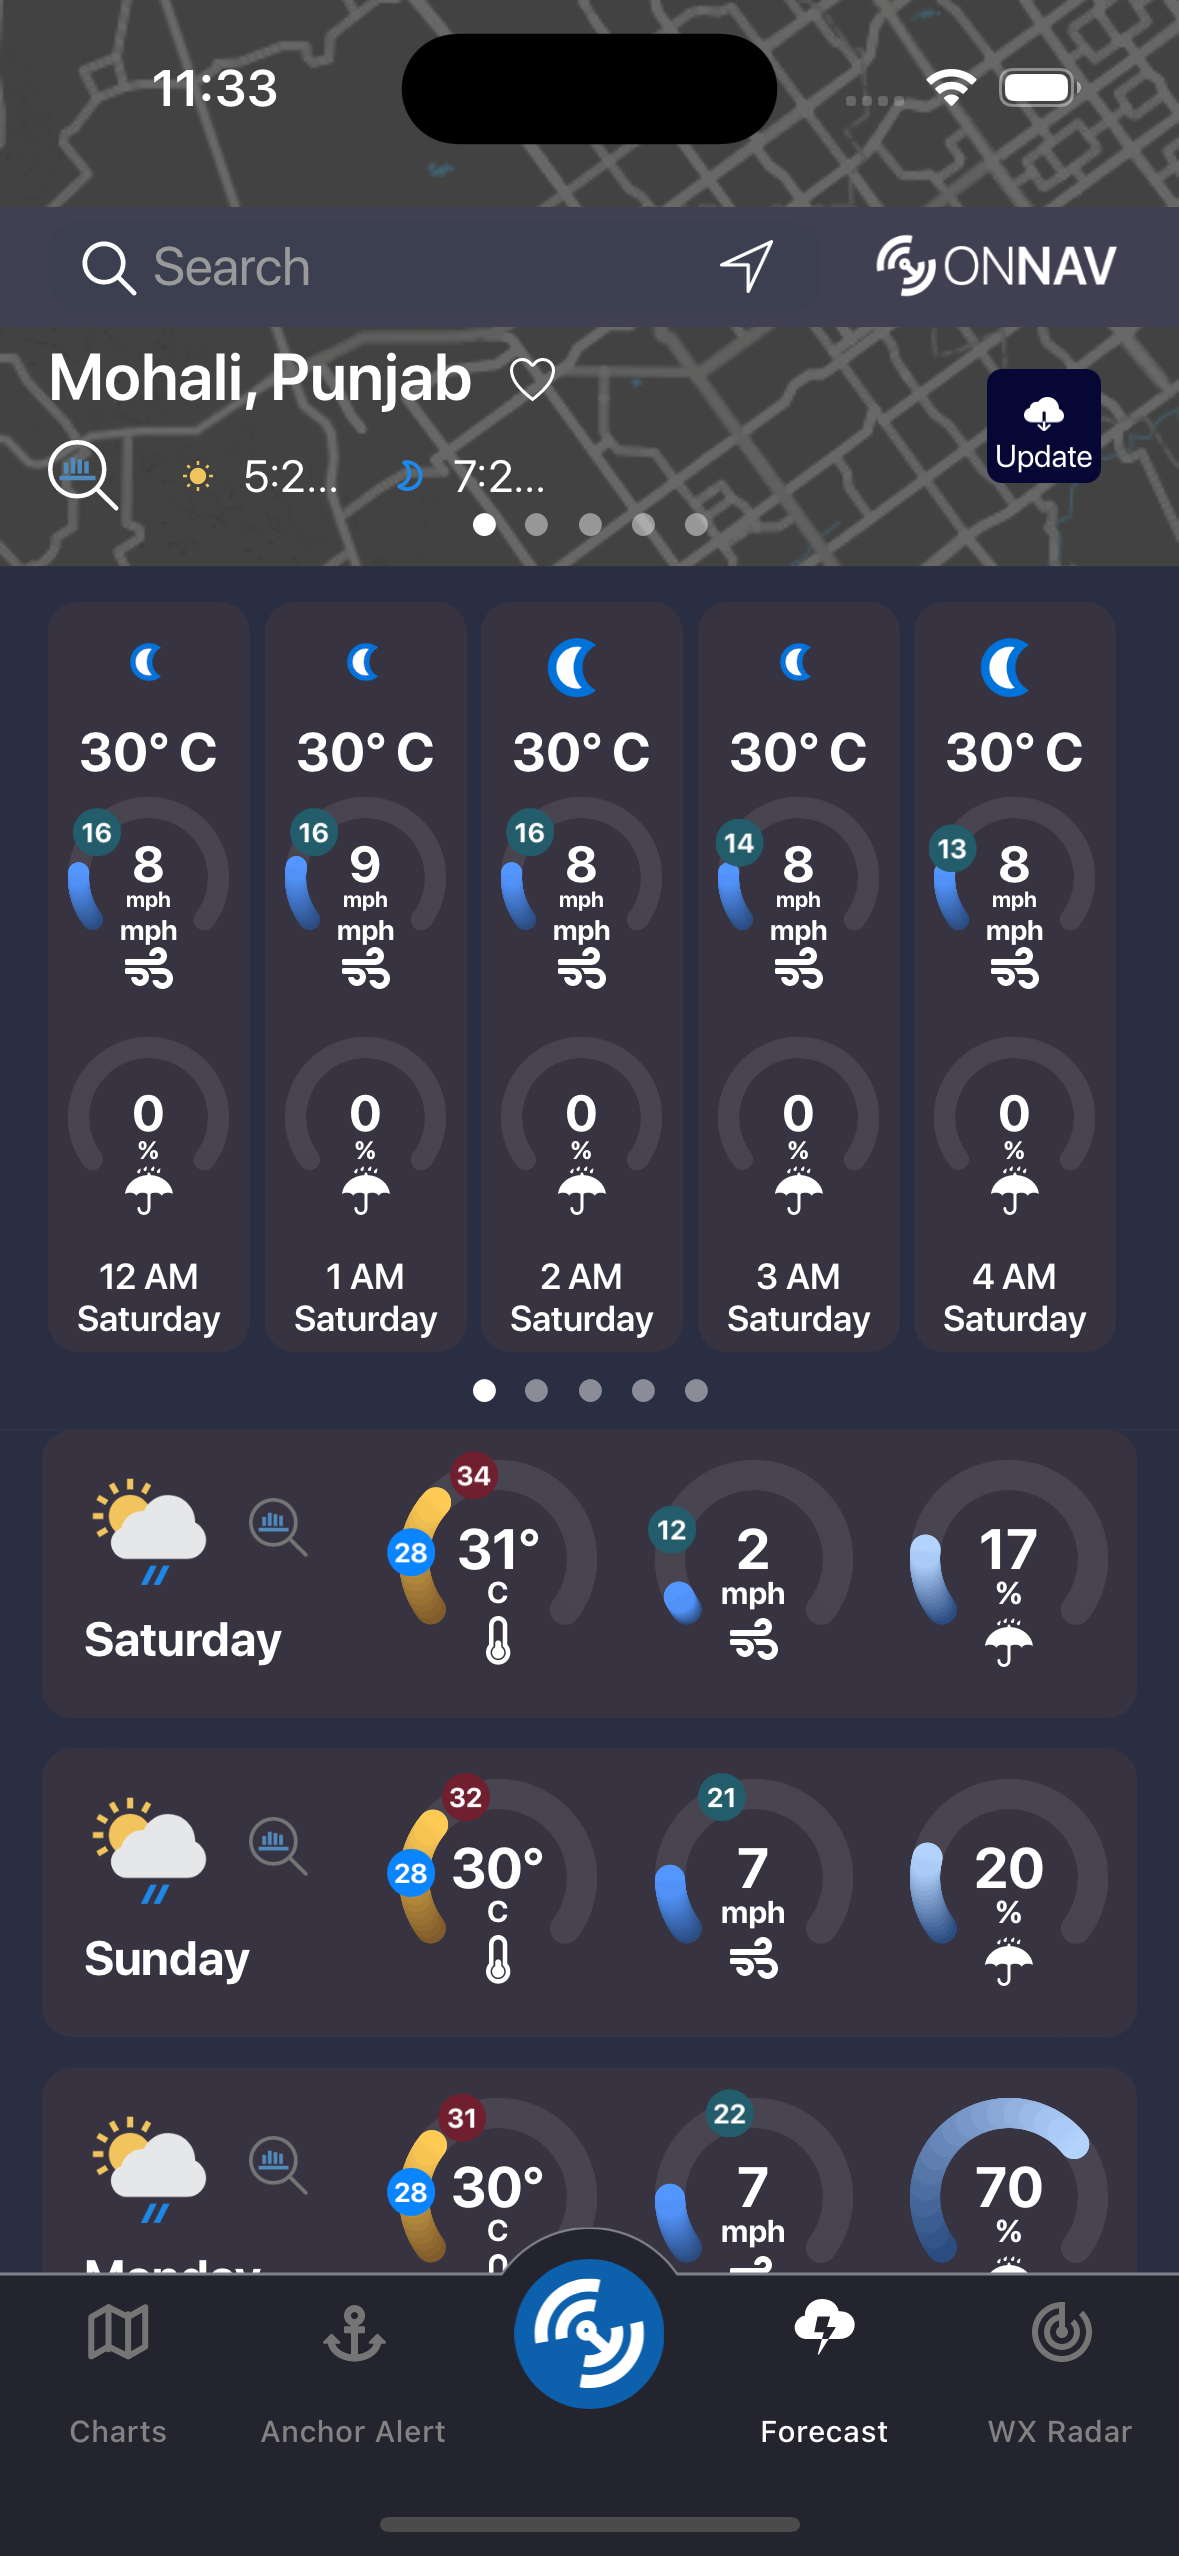 11:33
Search
ONNAV
Mohali, Punjab
5:2...
7:2...
Update
30° C 30° C 30° C 30° C 30° C
16 16 16 14 13
8 9 8 8 8
mph mph mph mph mph
mph mph mph mph mph
0 0 0 0 0
% % % % %
12 AM 1 AM 2 AM 3 AM 4 AM
Saturday Saturday Saturday Saturday Saturday
34
28 31° 12 2 17
C mph %
Saturday
32 21
28 30° 7 20
C mph %
Sunday
31 22
28 30° 7 70
C mph %
Monday
Charts Anchor Alert Forecast WX Radar